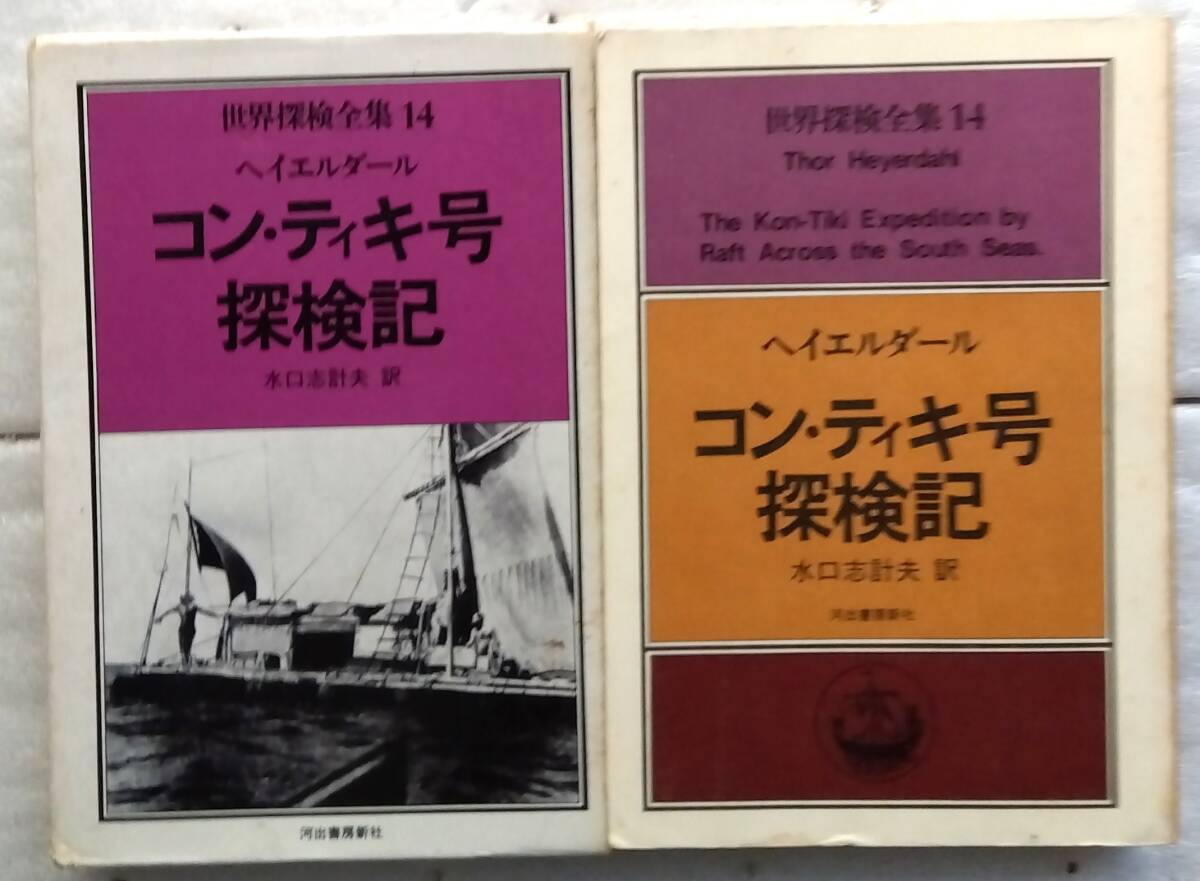 世界探検全集 14
ヘイエルダール
コン・ティキ号
探検記
水口志計夫 訳
河出書房新社
世界探検全集 14
Thor Heyerdahl
The Kon-Tiki Expedition by
Raft Across the South Seas.
ヘイエルダール
コン・ティキ号
探検記
水口志計夫 訳
河出書房新社